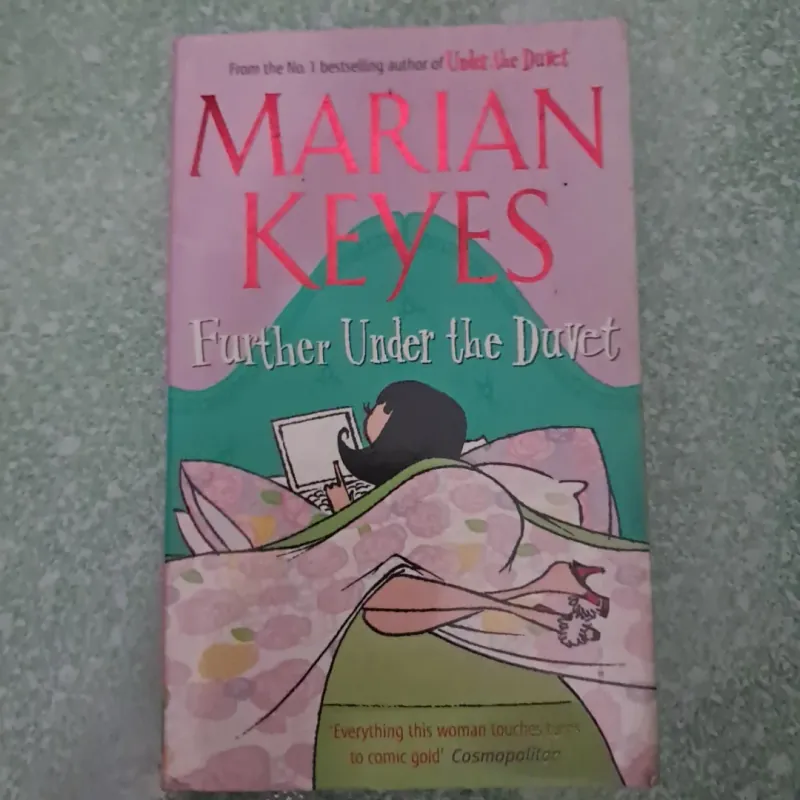 From the No. 1 bestselling author of Under the Duvet
MARIAN
KEYES
Further Under the Duvet
'Everything this woman touches turns
to comic gold' Cosmopolitan